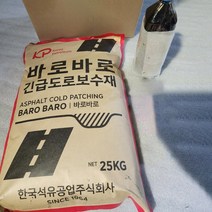 KP
바로바로
긴급도로보수재
ASPHALT COLD PATCHING
BARO BARO | 바로바로
NET 25KG
한국석유공업주식회사
SINCE 1964